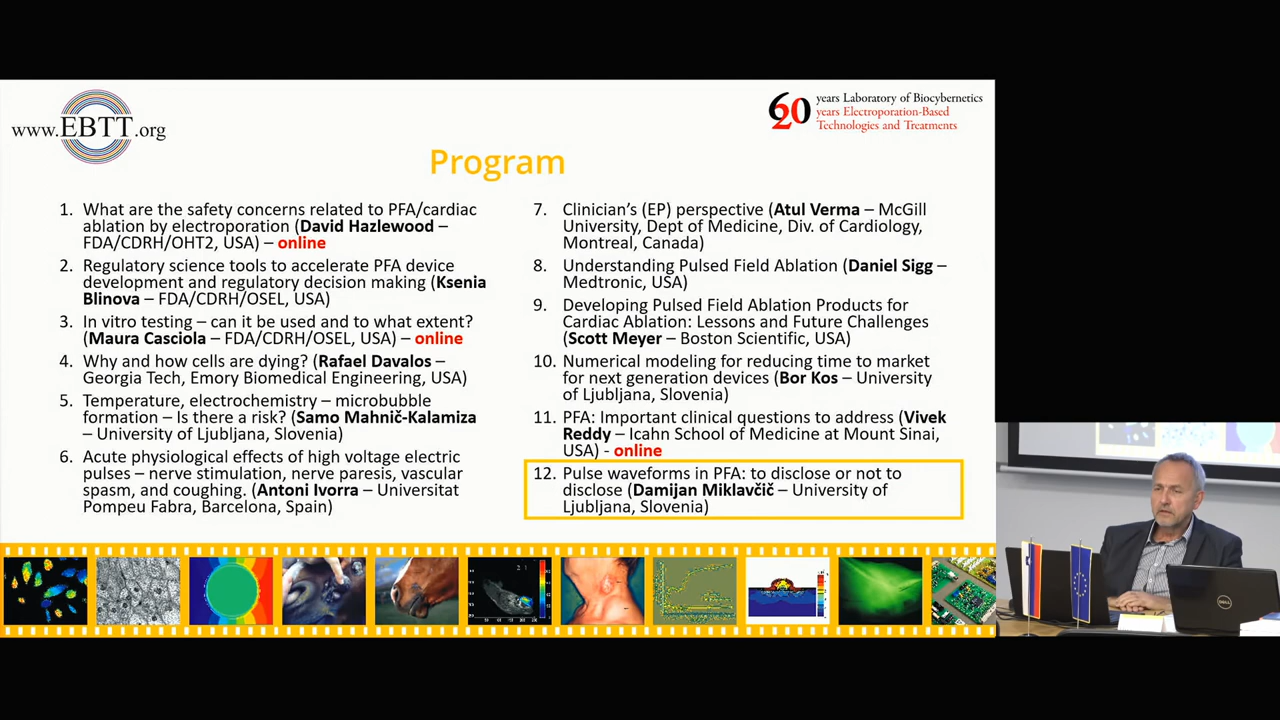 www.EBTT.org
60 years Laboratory of Biocybernetics
20 years Electroporation-Based
Technologies and Treatments
Program
1. What are the safety concerns related to PFA/cardiac
ablation by electroporation (David Hazlewood –
FDA/CDRH/OHT2, USA) – online
2. Regulatory science tools to accelerate PFA device
development and regulatory decision making (Ksenia
Blinova – FDA/CDRH/OSEL, USA)
3. In vitro testing – can it be used and to what extent?
(Maura Casciola – FDA/CDRH/OSEL, USA) – online
4. Why and how cells are dying? (Rafael Davalos –
Georgia Tech, Emory Biomedical Engineering, USA)
5. Temperature, electrochemistry – microbubble
formation – Is there a risk? (Samo Mahnič-Kalamiza
– University of Ljubljana, Slovenia)
6. Acute physiological effects of high voltage electric
pulses – nerve stimulation, nerve paresis, vascular
spasm, and coughing. (Antoni Ivorra – Universitat
Pompeu Fabra, Barcelona, Spain)
7. Clinician's (EP) perspective (Atul Verma – McGill
University, Dept of Medicine, Div. of Cardiology,
Montreal, Canada)
8. Understanding Pulsed Field Ablation (Daniel Sigg –
Medtronic, USA)
9. Developing Pulsed Field Ablation Products for
Cardiac Ablation: Lessons and Future Challenges
(Scott Meyer – Boston Scientific, USA)
10. Numerical modeling for reducing time to market
for next generation devices (Bor Kos – University
of Ljubljana, Slovenia)
11. PFA: Important clinical questions to address (Vivek
Reddy – Icahn School of Medicine at Mount Sinai,
USA) - online
12. Pulse waveforms in PFA: to disclose or not to
disclose (Damijan Miklavčič – University of
Ljubljana, Slovenia)
DELL